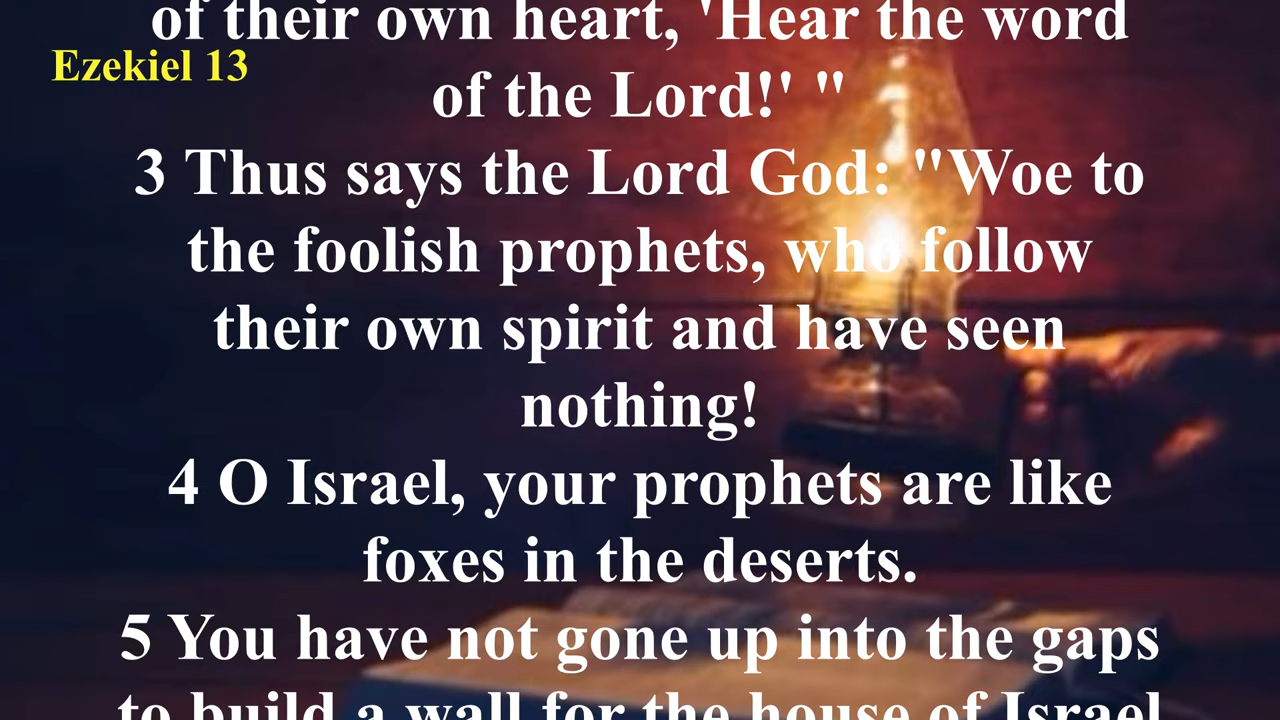 of their own heart, 'Hear the word
Ezekiel 13
of the Lord!' "
3 Thus says the Lord God: "Woe to
the foolish prophets, who follow
their own spirit and have seen
nothing!
4 O Israel, your prophets are like
foxes in the deserts.
5 You have not gone up into the gaps
to build a wall for the house of Israel